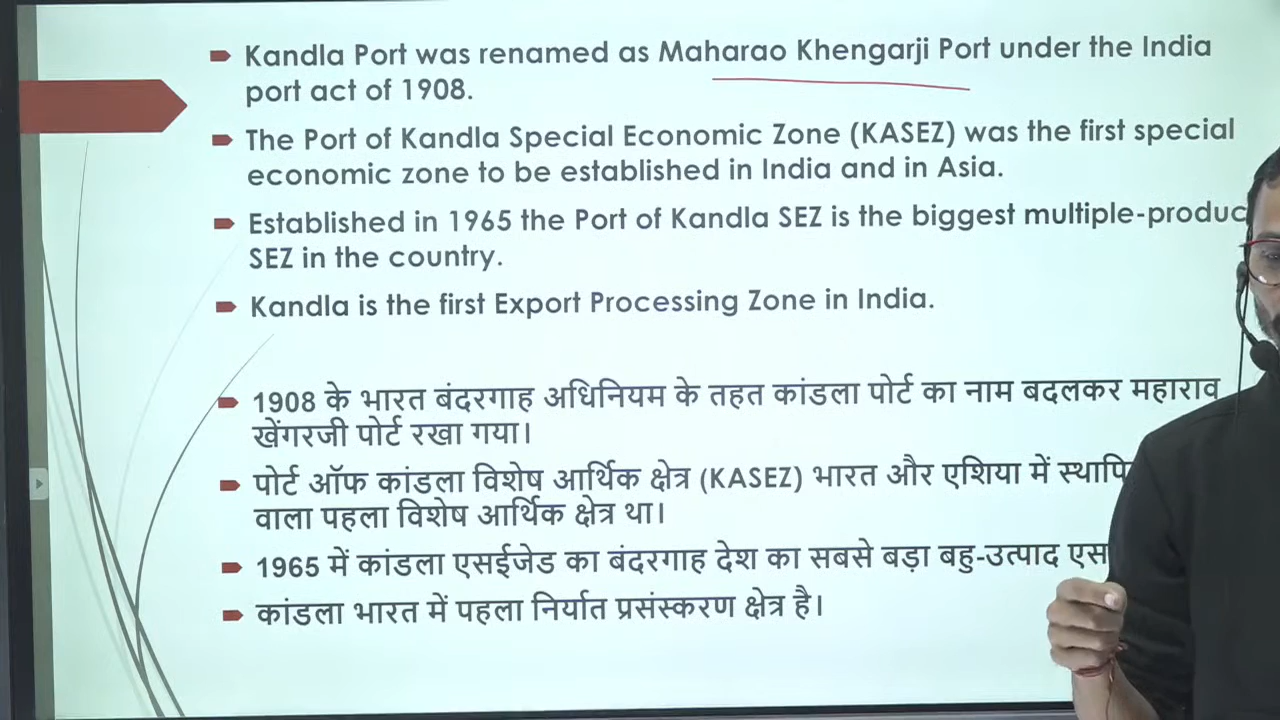 Kandla Port was renamed as Maharao Khengarji Port under the India
port act of 1908.
The Port of Kandla Special Economic Zone (KASEZ) was the first special
economic zone to be established in India and in Asia.
Established in 1965 the Port of Kandla SEZ is the biggest multiple-produc
SEZ in the country.
Kandla is the first Export Processing Zone in India.
1908 के भारत बंदरगाह अधिनियम के तहत कांडला पोर्ट का नाम बदलकर महाराव
खेंगरजी पोर्ट रखा गया।
पोर्ट ऑफ कांडला विशेष आर्थिक क्षेत्र (KASEZ) भारत और एशिया में स्थापि
वाला पहला विशेष आर्थिक क्षेत्र था।
1965 में कांडला एसईजेड का बंदरगाह देश का सबसे बड़ा बहु-उत्पाद एस
कांडला भारत में पहला निर्यात प्रसंस्करण क्षेत्र है।